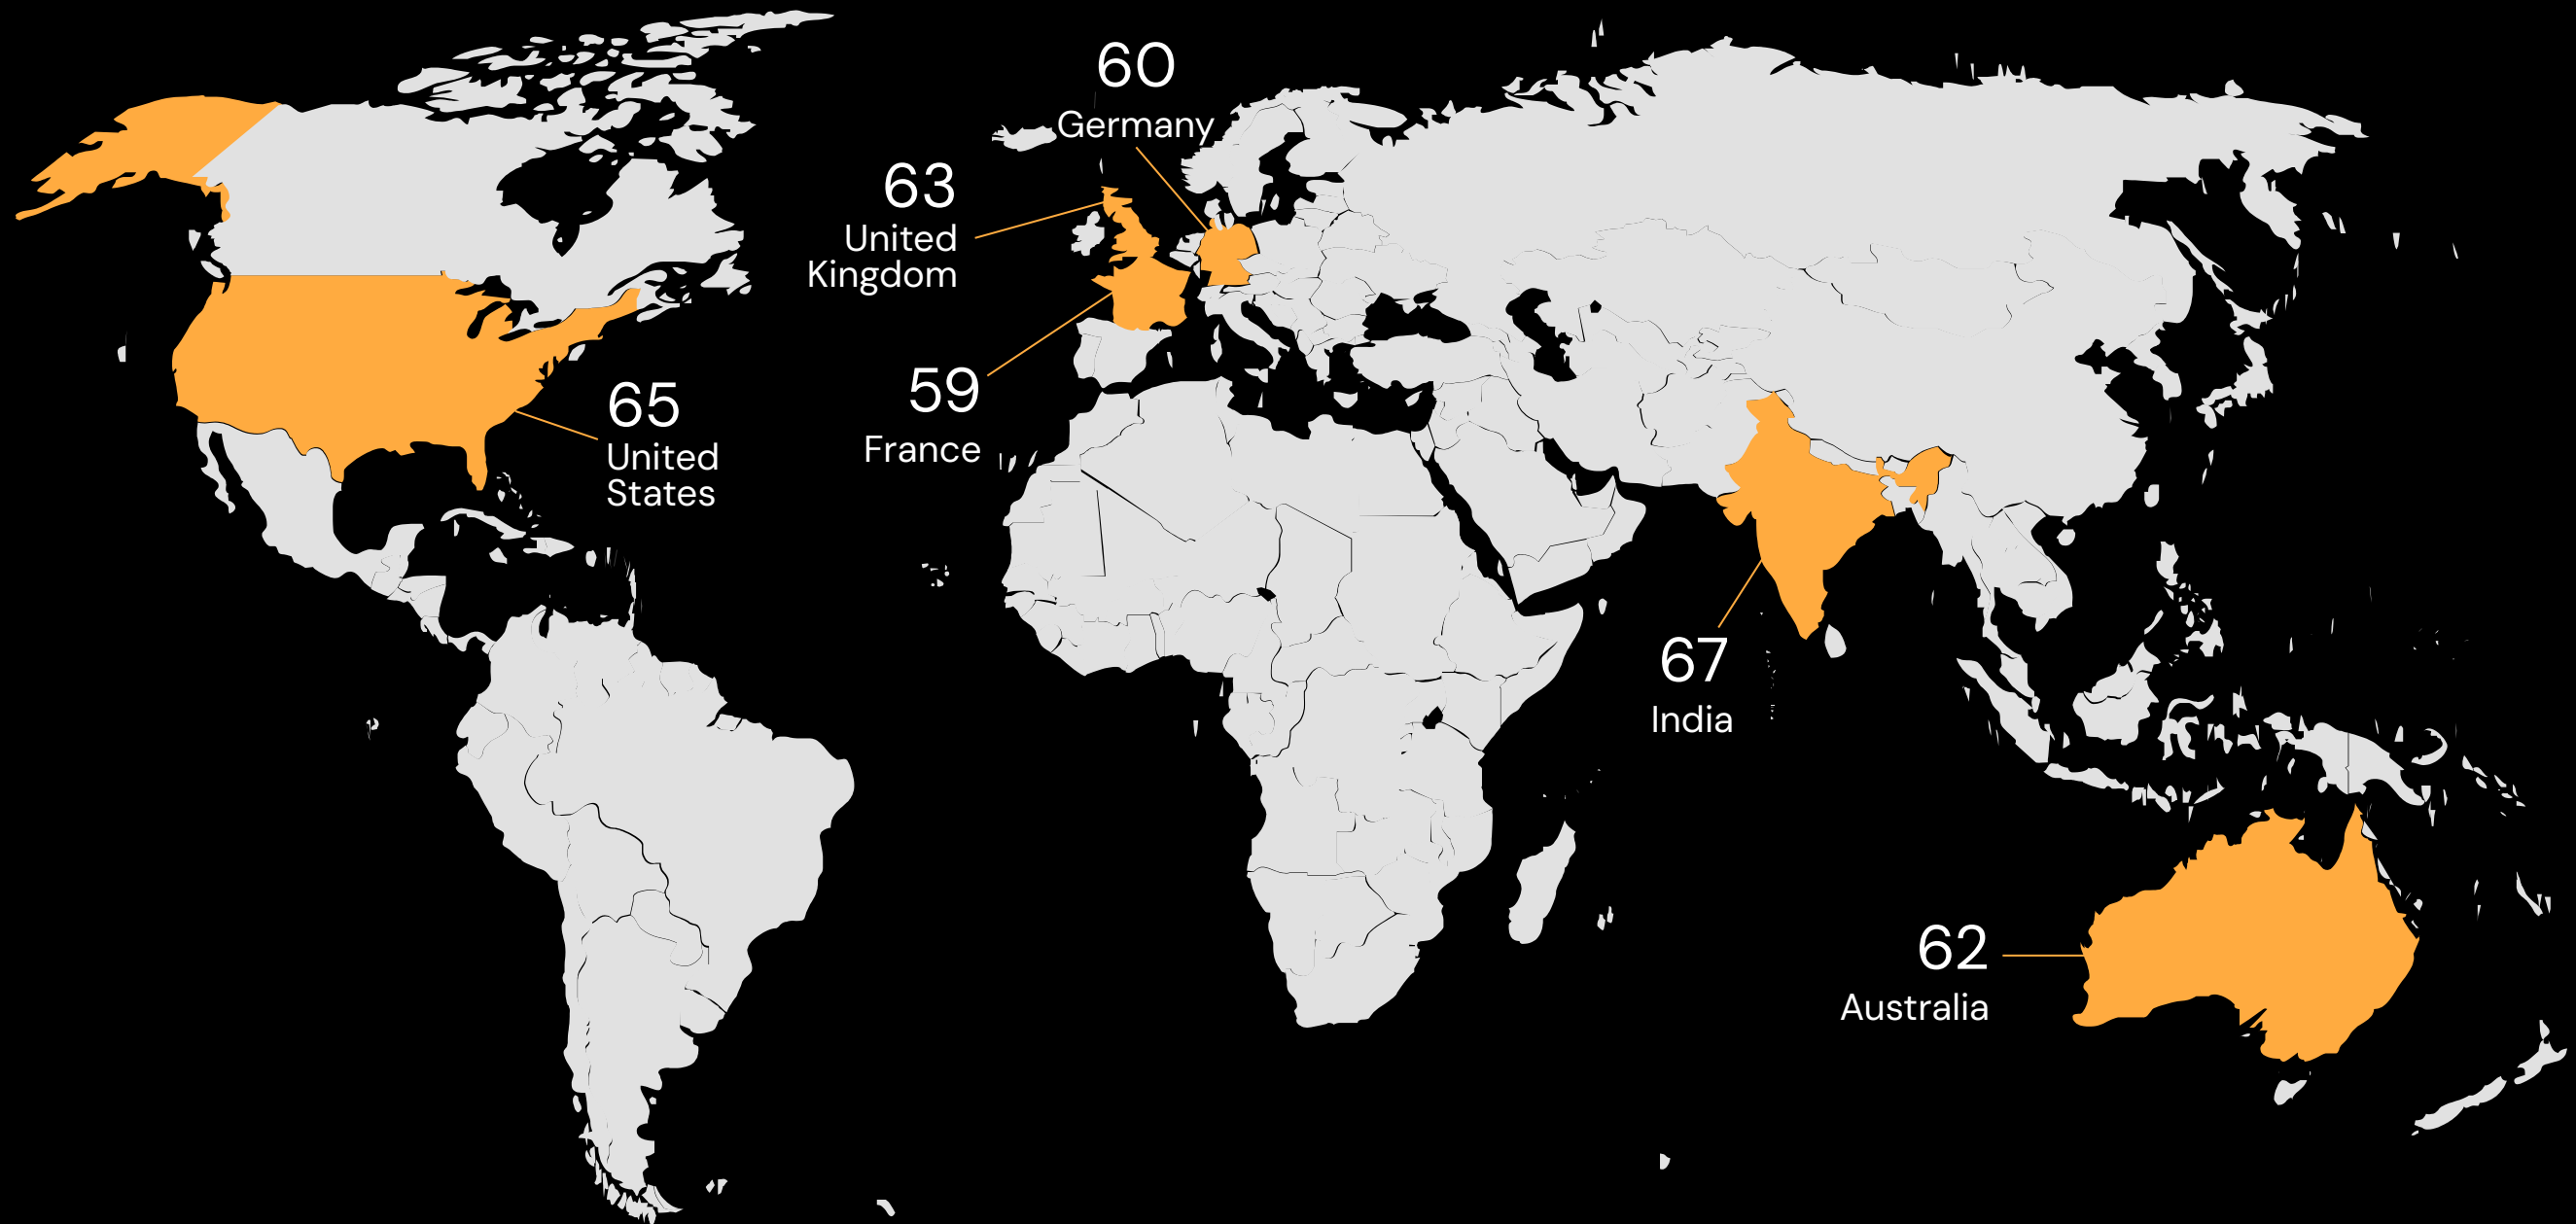 60
Germany
63
United
Kingdom
59
France
65
United
States
67
India
62
Australia